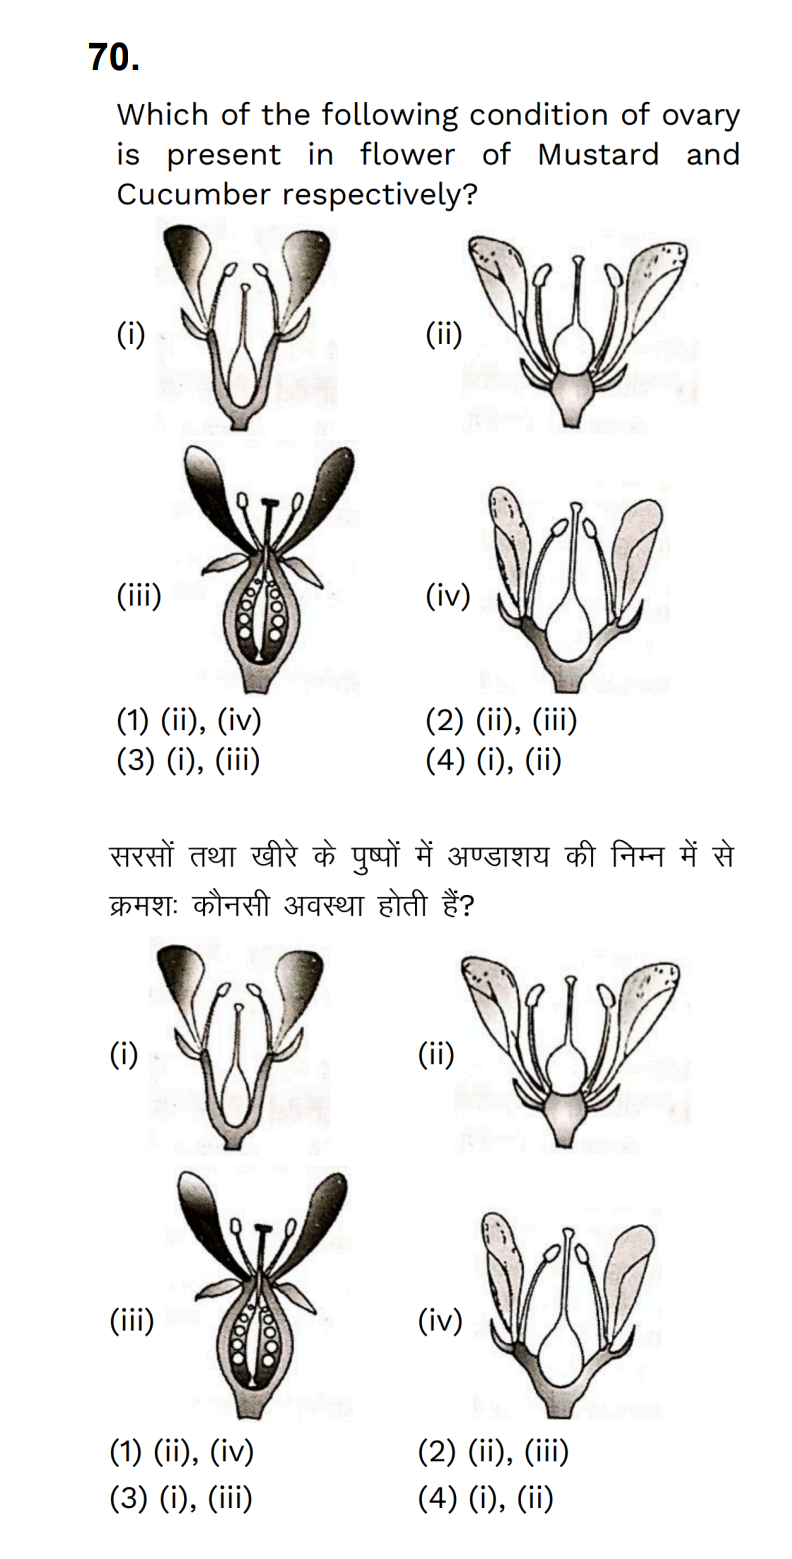 70.
Which of the following condition of ovary
is present in flower of Mustard and
Cucumber respectively?
(i) (ii)
(iii) (iv)
(1) (ii), (iv) (2) (ii), (iii)
(3) (i), (iii) (4) (i), (ii)
सरसों तथा खीरे के पुष्पों में अण्डाशय की निम्न में से
क्रमशः कौनसी अवस्था होती हैं?
(i) (ii)
(iii) (iv)
(1) (ii), (iv) (2) (ii), (iii)
(3) (i), (iii) (4) (i), (ii)